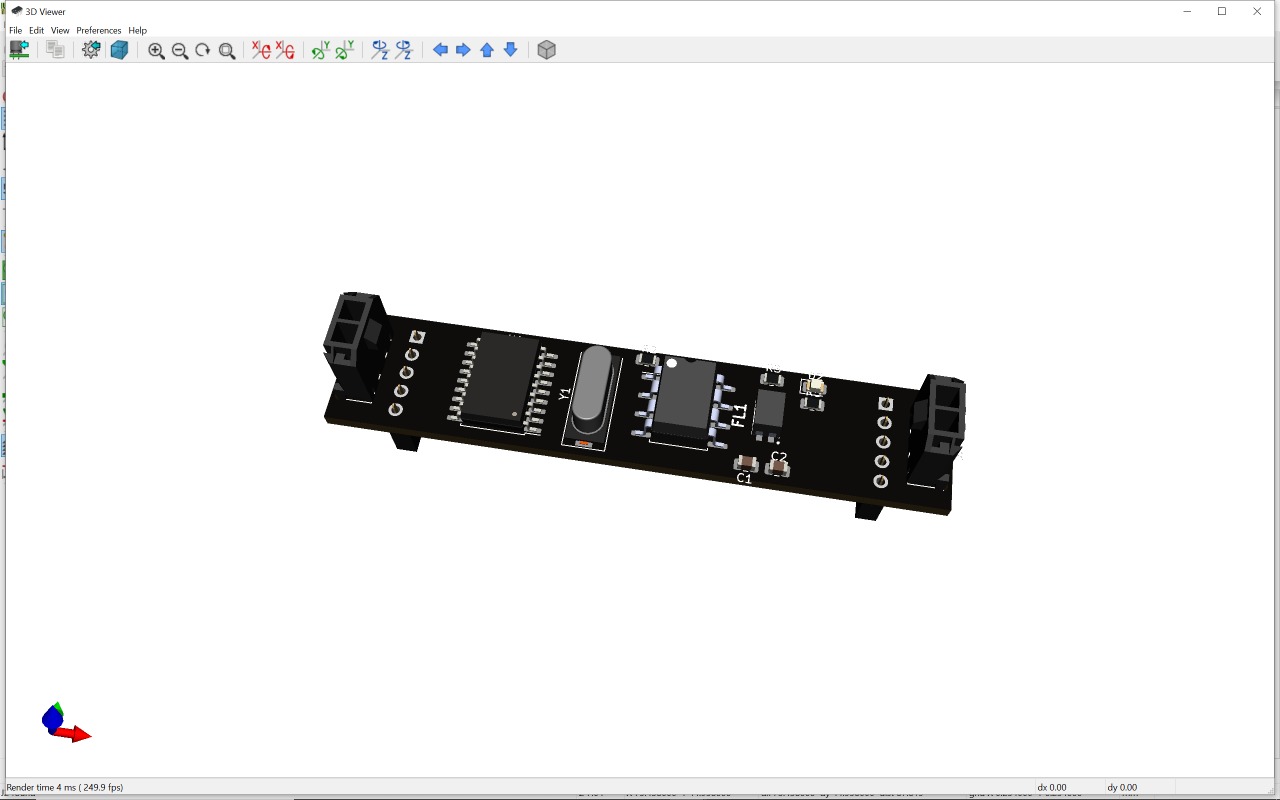 3D Viewer
File Edit View Preferences Help
Y1
FL1
C2
C1
Render time 4 ms ( 249.9 fps)
dx 0.00
dy 0.00